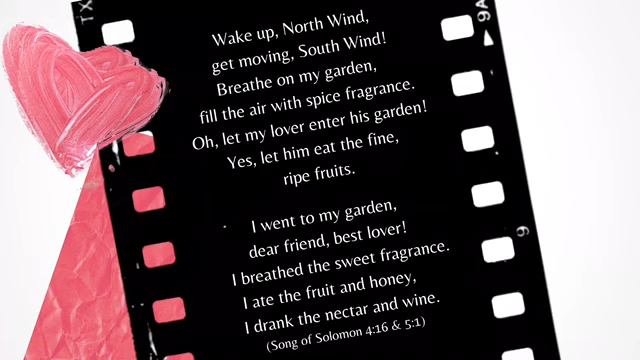 TX
9A
Wake up, North Wind,
get moving, South Wind!
Breathe on my garden,
fill the air with spice fragrance.
Oh, let my lover enter his garden!
Yes, let him eat the fine,
ripe fruits.
I went to my garden,
dear friend, best lover!
I breathed the sweet fragrance.
I ate the fruit and honey,
I drank the nectar and wine.
(Song of Solomon 4:16 & 5:1)
9